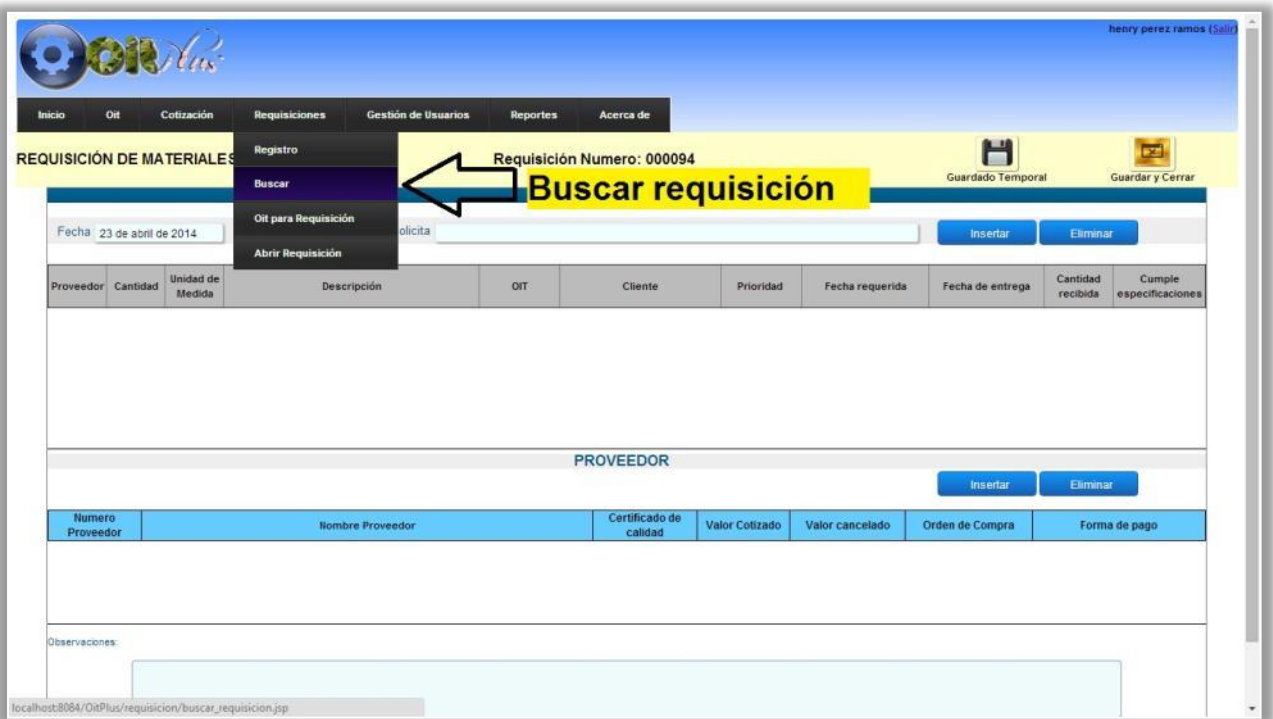 henry perez ramos (Salir)
Oit Plus
Inicio Oit Cotización Requisiciones Gestión de Usuarios Reportes Acerca de
Registro
Buscar
Oit para Requisición
Abrir Requisición
REQUISICIÓN DE MATERIALES
Requisición Numero: 000094
Guardado Temporal
Guardar y Cerrar
Buscar requisición
Fecha 23 de abril de 2014
olicita
Insertar Eliminar
Proveedor Cantidad Unidad de Medida Descripción OIT Cliente Prioridad Fecha requerida Fecha de entrega Cantidad recibida Cumple especificaciones
PROVEEDOR
Insertar Eliminar
Numero Proveedor Nombre Proveedor Certificado de calidad Valor Cotizado Valor cancelado Orden de Compra Forma de pago
Observaciones:
localhost:8084/OitPlus/requisicion/buscar_requisicion.jsp